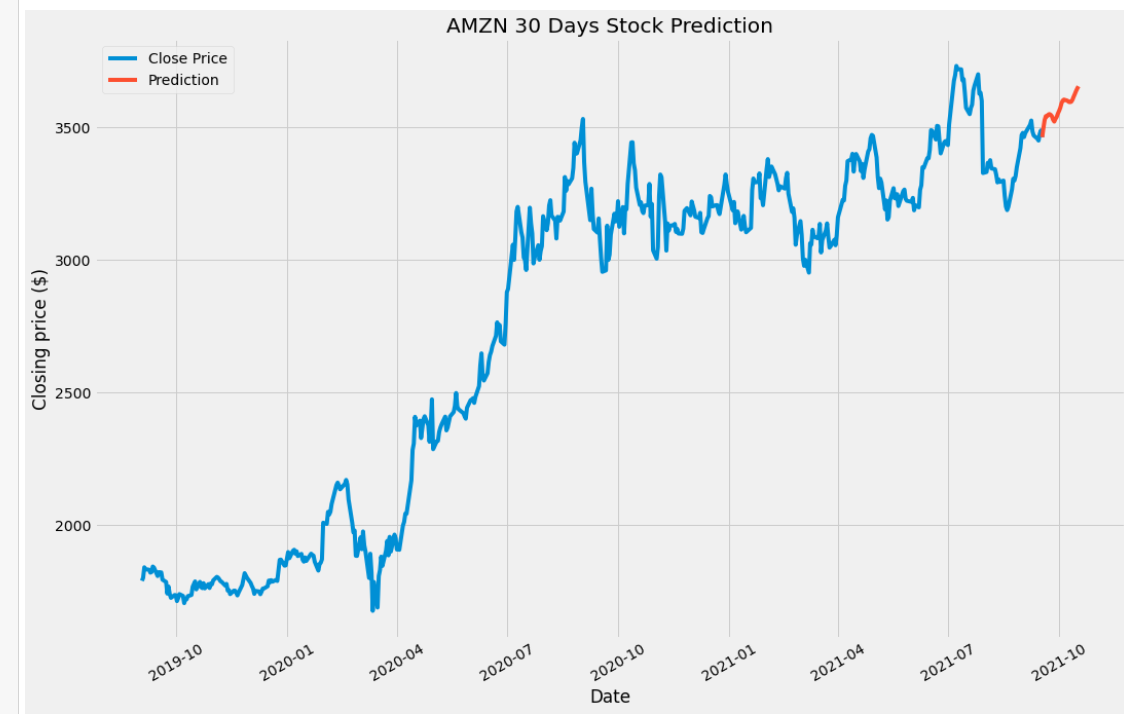 AMZN 30 Days Stock Prediction
Close Price
Prediction
Closing price ($)
3500
3000
2500
2000
2019-10
2020-01
2020-04
2020-07
2020-10
2021-01
2021-04
2021-07
2021-10
Date